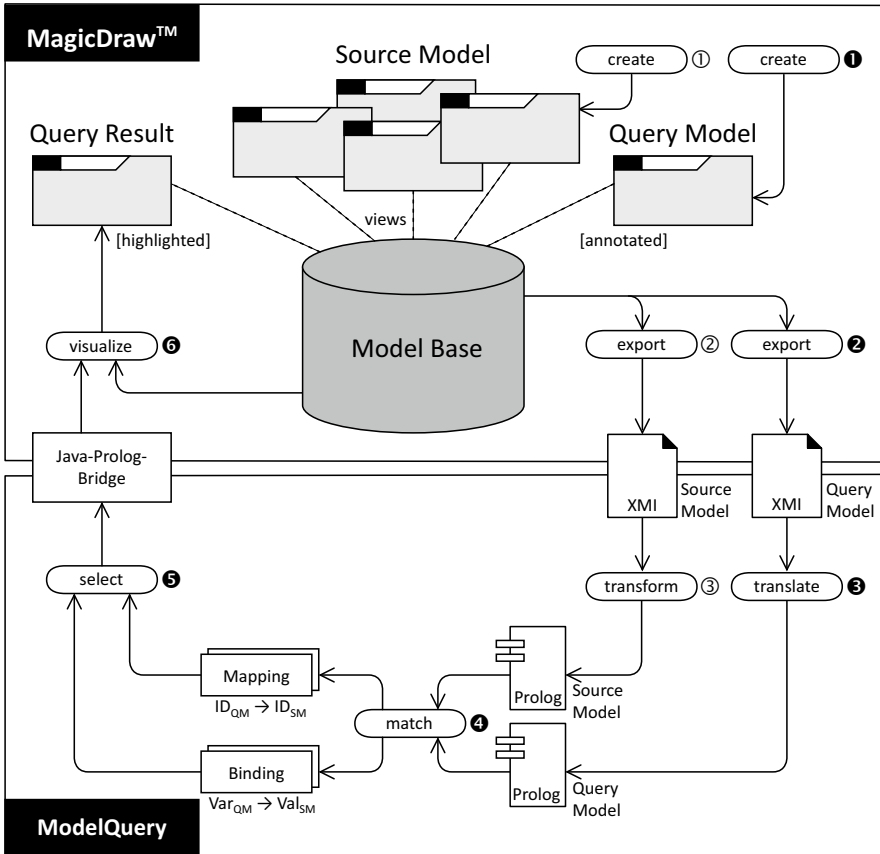 MagicDraw™
Source Model
create ① create ❶
Query Result
Query Model
views
[highlighted]
[annotated]
Model Base
visualize ❻
export ② export ❷
Java-Prolog-
Bridge
XMI
Source
Model
XMI
Query
Model
select ❺
transform ③ translate ❸
Mapping
ID_QM → ID_SM
Prolog
Source
Model
match ❹
Binding
Var_QM → Val_SM
Prolog
Query
Model
ModelQuery